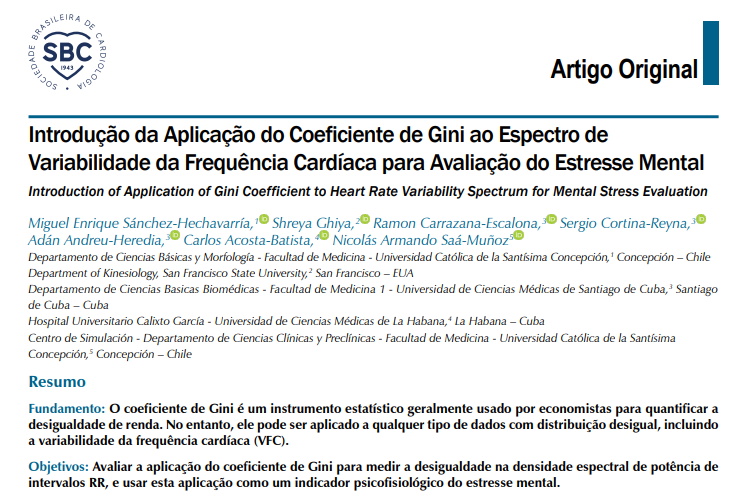 SOCIEDADE BRASILEIRA DE CARDIOLOGIA
SBC
1943
Artigo Original
Introdução da Aplicação do Coeficiente de Gini ao Espectro de
Variabilidade da Frequência Cardíaca para Avaliação do Estresse Mental
Introduction of Application of Gini Coefficient to Heart Rate Variability Spectrum for Mental Stress Evaluation
Miguel Enrique Sánchez-Hechavarría,¹ iD Shreya Ghiya,² iD Ramon Carrazana-Escalona,³ iD Sergio Cortina-Reyna,³ iD
Adán Andreu-Heredia,³ iD Carlos Acosta-Batista,⁴ iD Nicolás Armando Saá-Muñoz⁵ iD
Departamento de Ciencias Básicas y Morfología - Facultad de Medicina - Universidad Católica de la Santísima Concepción,¹ Concepción – Chile
Department of Kinesiology, San Francisco State University,² San Francisco – EUA
Departamento de Ciencias Basicas Biomédicas - Facultad de Medicina 1 - Universidad de Ciencias Médicas de Santiago de Cuba,³ Santiago
de Cuba – Cuba
Hospital Universitario Calixto García - Universidad de Ciencias Médicas de La Habana,⁴ La Habana – Cuba
Centro de Simulación - Departamento de Ciencias Clínicas y Preclínicas - Facultad de Medicina - Universidad Católica de la Santísima
Concepción,⁵ Concepción – Chile
Resumo
Fundamento: O coeficiente de Gini é um instrumento estatístico geralmente usado por economistas para quantificar a
desigualdade de renda. No entanto, ele pode ser aplicado a qualquer tipo de dados com distribuição desigual, incluindo
a variabilidade da frequência cardíaca (VFC).
Objetivos: Avaliar a aplicação do coeficiente de Gini para medir a desigualdade na densidade espectral de potência de
intervalos RR, e usar esta aplicação como um indicador psicofisiológico do estresse mental.